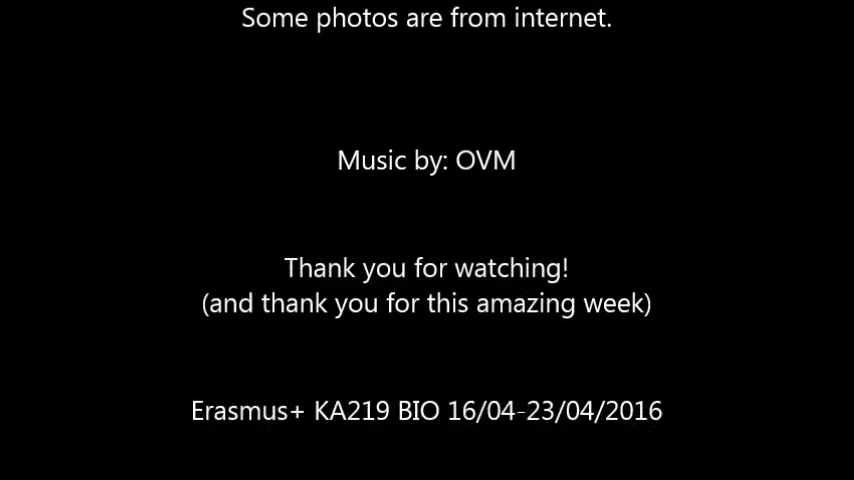 Some photos are from internet.
Music by: OVM
Thank you for watching!
(and thank you for this amazing week)
Erasmus+ KA219 BIO 16/04-23/04/2016